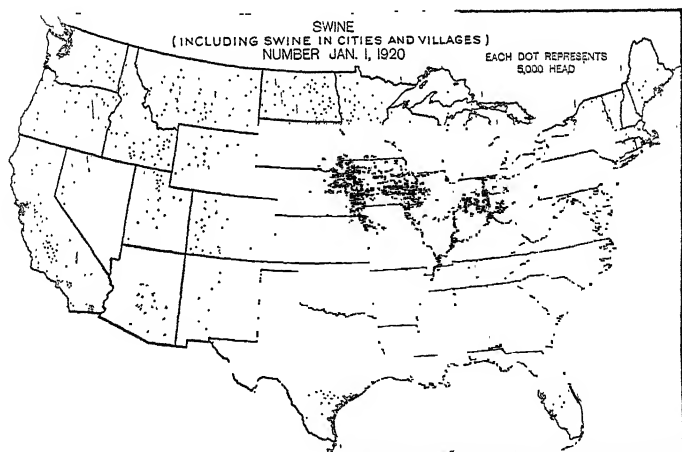 SWINE
(INCLUDING SWINE IN CITIES AND VILLAGES)
NUMBER JAN. 1, 1920
EACH DOT REPRESENTS
5,000 HEAD